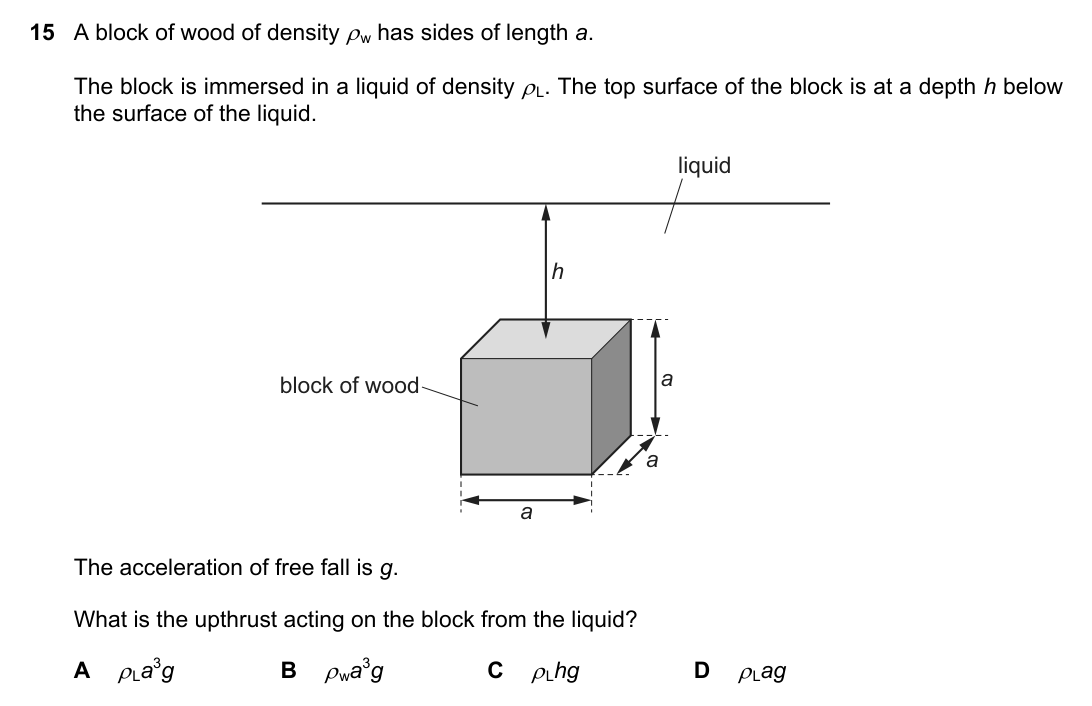 15 A block of wood of density ρw has sides of length a.
The block is immersed in a liquid of density ρL. The top surface of the block is at a depth h below
the surface of the liquid.
liquid
h
block of wood
a
a
a
The acceleration of free fall is g.
What is the upthrust acting on the block from the liquid?
A ρLa³g B ρwa³g C ρLhg D ρLag